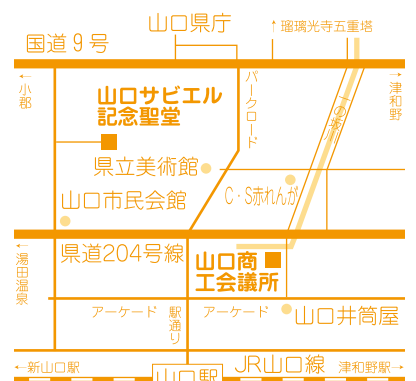 山口県庁
↑瑠璃光寺五重塔
国道9号
←小郡
パークロード
→津和野
山口サビエル
記念聖堂
一の坂川
県立美術館
山口市民会館
C・S赤れんが
←湯田温泉
県道204号線
山口商
工会議所
アーケード
駅通り
アーケード
山口井筒屋
←新山口駅
山口駅
JR山口線
津和野駅→